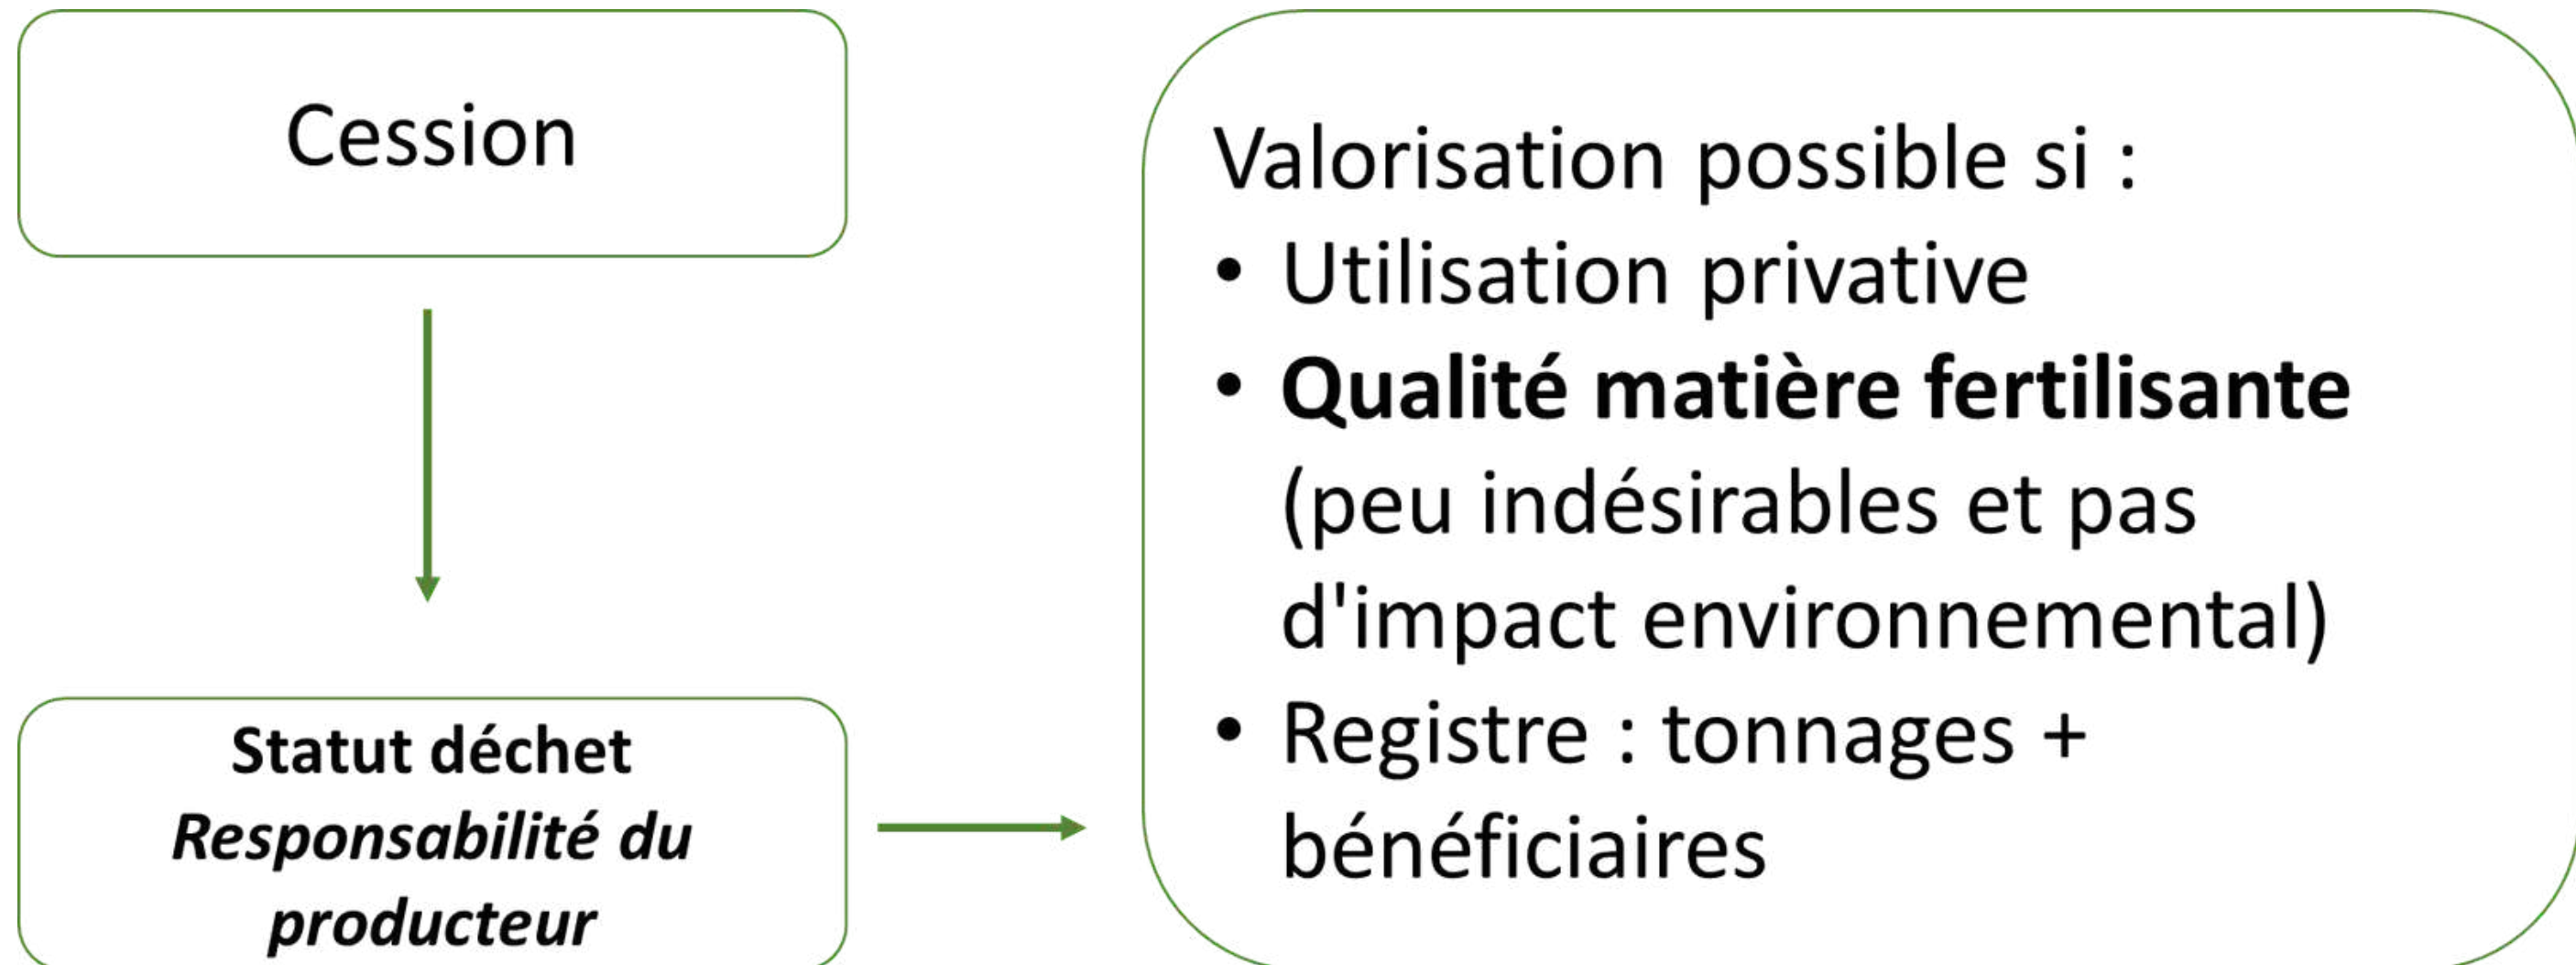 Cession
Statut déchet
Responsabilité du
producteur
Valorisation possible si :
• Utilisation privative
• Qualité matière fertilisante
(peu indésirables et pas
d'impact environnemental)
• Registre : tonnages +
bénéficiaires